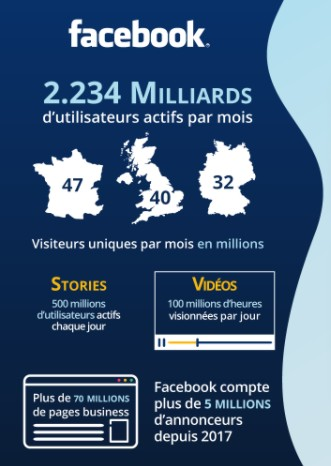 facebook.
2.234 MILLIARDS
d'utilisateurs actifs par mois
47
40
32
Visiteurs uniques par mois en millions
STORIES
500 millions
d'utilisateurs actifs
chaque jour
VIDÉOS
100 millions d'heures
visionnées par jour
Plus de 70 MILLIONS
de pages business
Facebook compte
plus de 5 MILLIONS
d'annonceurs
depuis 2017